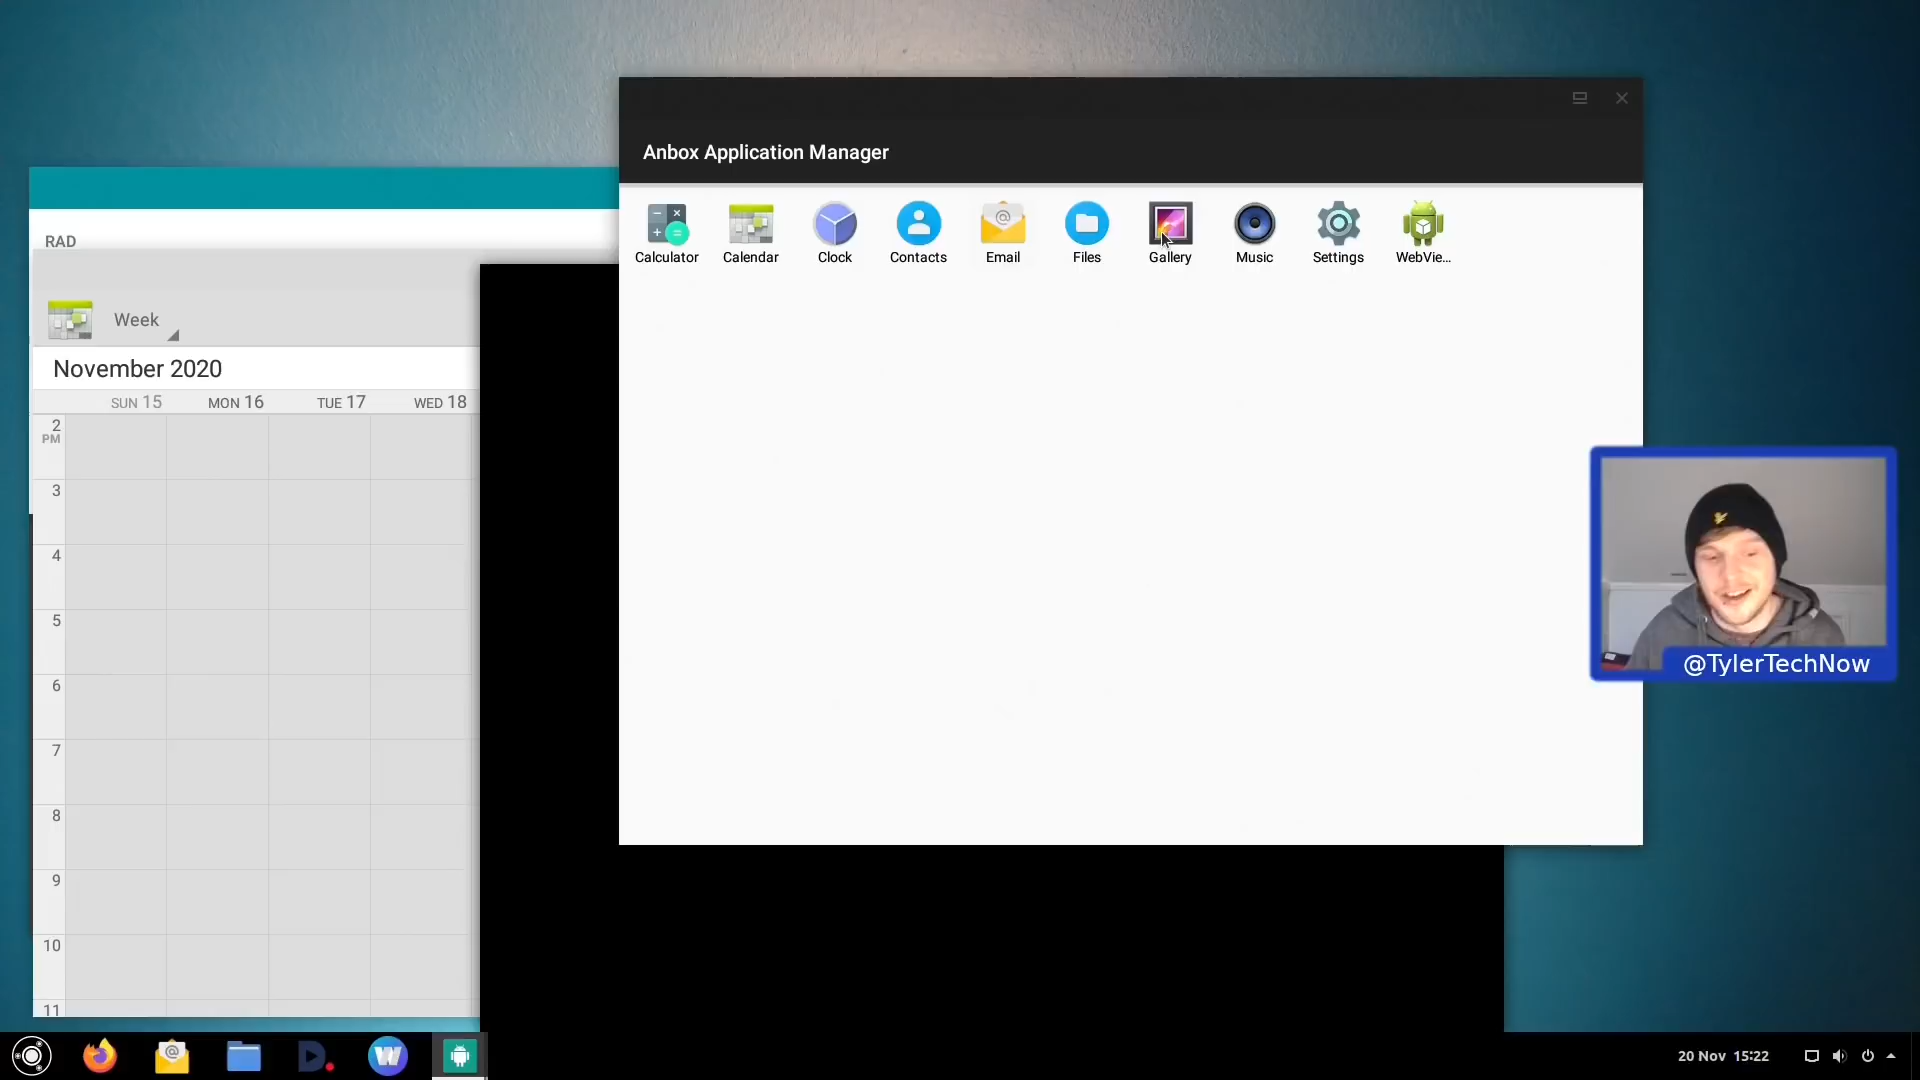 Anbox Application Manager
Calculator
Calendar
Clock
Contacts
Email
Files
Gallery
Music
Settings
WebVie...
RAD
Week
November 2020
SUN 15
MON 16
TUE 17
WED 18
2
PM
3
4
5
6
7
8
9
10
11
@TylerTechNow
20 Nov 15:22